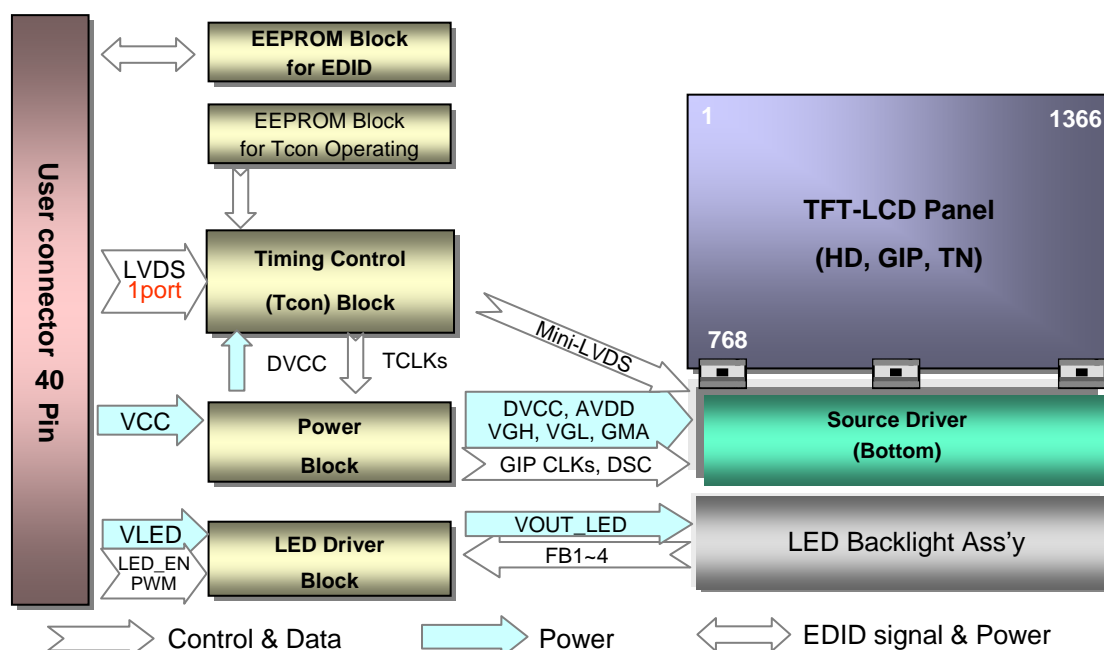 User connector 40 Pin
EEPROM Block
for EDID
EEPROM Block
for Tcon Operating
LVDS
1port
Timing Control
(Tcon) Block
DVCC
TCLKs
Mini-LVDS
VCC
Power
Block
DVCC, AVDD
VGH, VGL, GMA
GIP CLKs, DSC
VLED
LED_EN
PWM
LED Driver
Block
VOUT_LED
FB1~4
1
1366
TFT-LCD Panel
(HD, GIP, TN)
768
Source Driver
(Bottom)
LED Backlight Ass'y
Control & Data
Power
EDID signal & Power